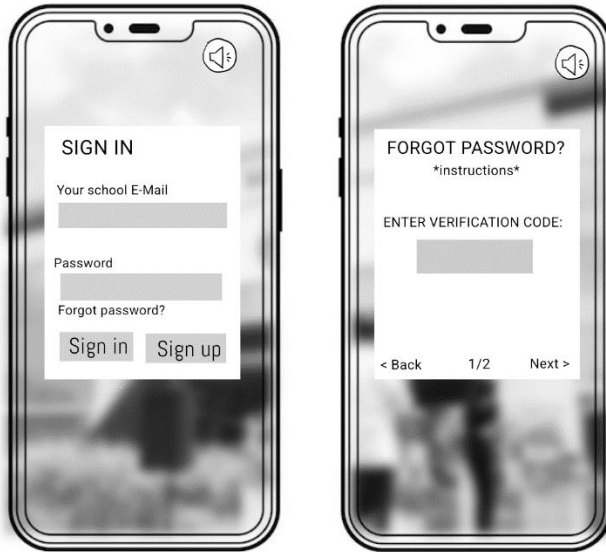 SIGN IN
Your school E-Mail
Password
Forgot password?
Sign in Sign up
FORGOT PASSWORD?
*instructions*
ENTER VERIFICATION CODE:
< Back 1/2 Next >